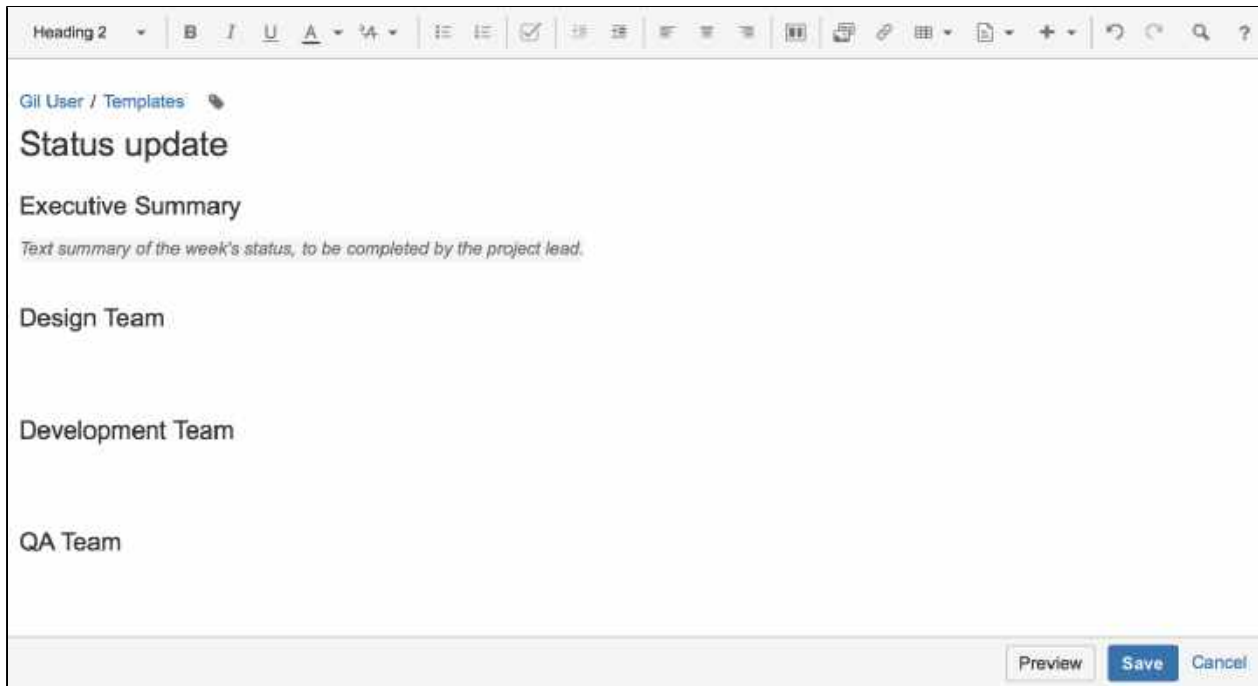 Heading 2 B I U A A ?
Gil User / Templates
Status update
Executive Summary
Text summary of the week's status, to be completed by the project lead.
Design Team
Development Team
QA Team
Preview Save Cancel